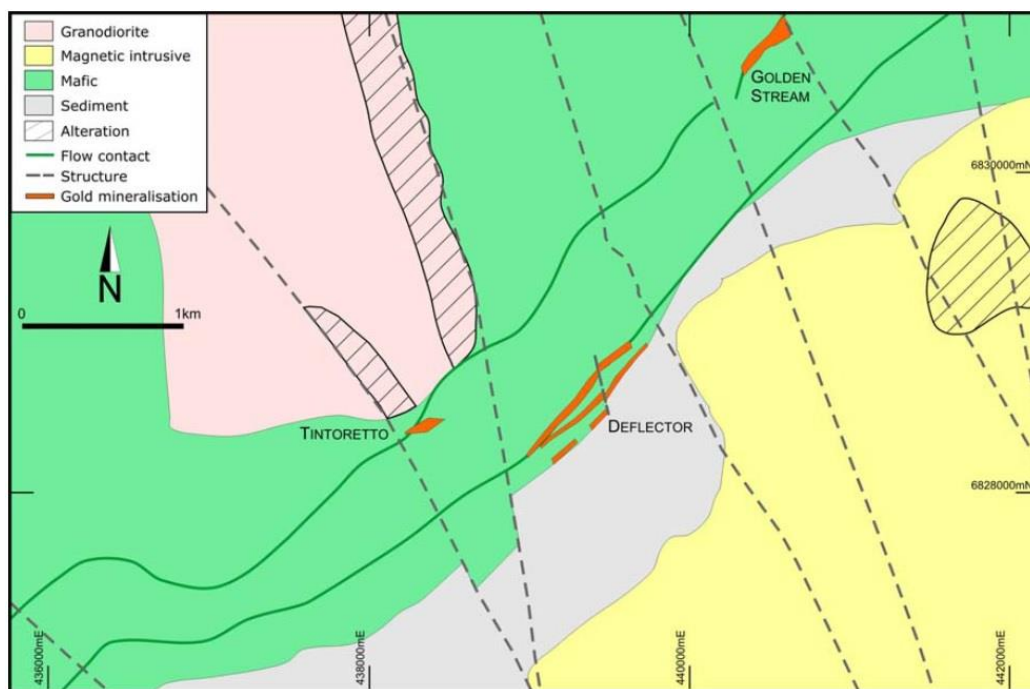 Granodiorite
Magnetic intrusive
Mafic
Sediment
Alteration
Flow contact
Structure
Gold mineralisation
GOLDEN
STREAM
6830000mN
N
0 1km
TINTORETTO
DEFLECTOR
6828000mN
436000mE
438000mE
440000mE
442000mE